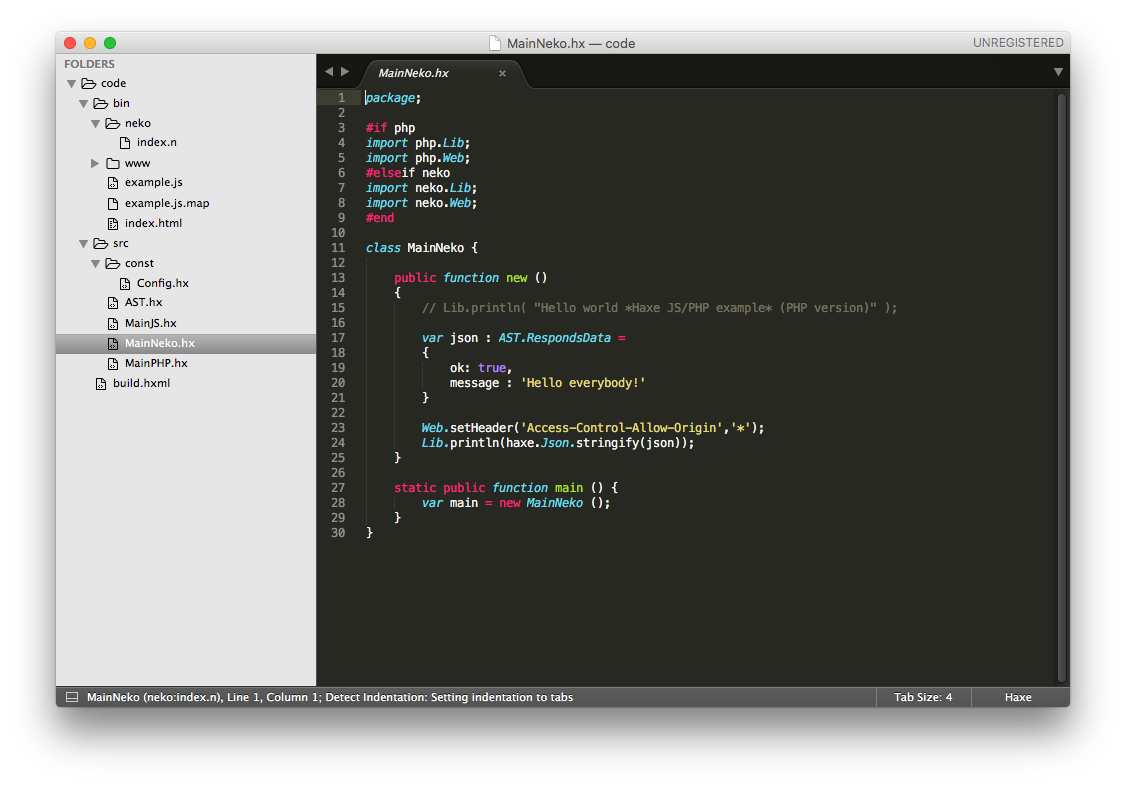 MainNeko.hx — code
UNREGISTERED
FOLDERS
code
bin
neko
index.n
www
example.js
example.js.map
index.html
src
const
Config.hx
AST.hx
MainJS.hx
MainNeko.hx
MainPHP.hx
build.hxml
MainNeko.hx ×
1 package;
2
3 #if php
4 import php.Lib;
5 import php.Web;
6 #elseif neko
7 import neko.Lib;
8 import neko.Web;
9 #end
10
11 class MainNeko {
12
13     public function new ()
14     {
15         // Lib.println( "Hello world *Haxe JS/PHP example* (PHP version)" );
16
17         var json : AST.RespondsData =
18         {
19             ok: true,
20             message : 'Hello everybody!'
21         }
22
23         Web.setHeader('Access-Control-Allow-Origin','*');
24         Lib.println(haxe.Json.stringify(json));
25     }
26
27     static public function main () {
28         var main = new MainNeko ();
29     }
30 }
MainNeko (neko:index.n), Line 1, Column 1; Detect Indentation: Setting indentation to tabs
Tab Size: 4
Haxe